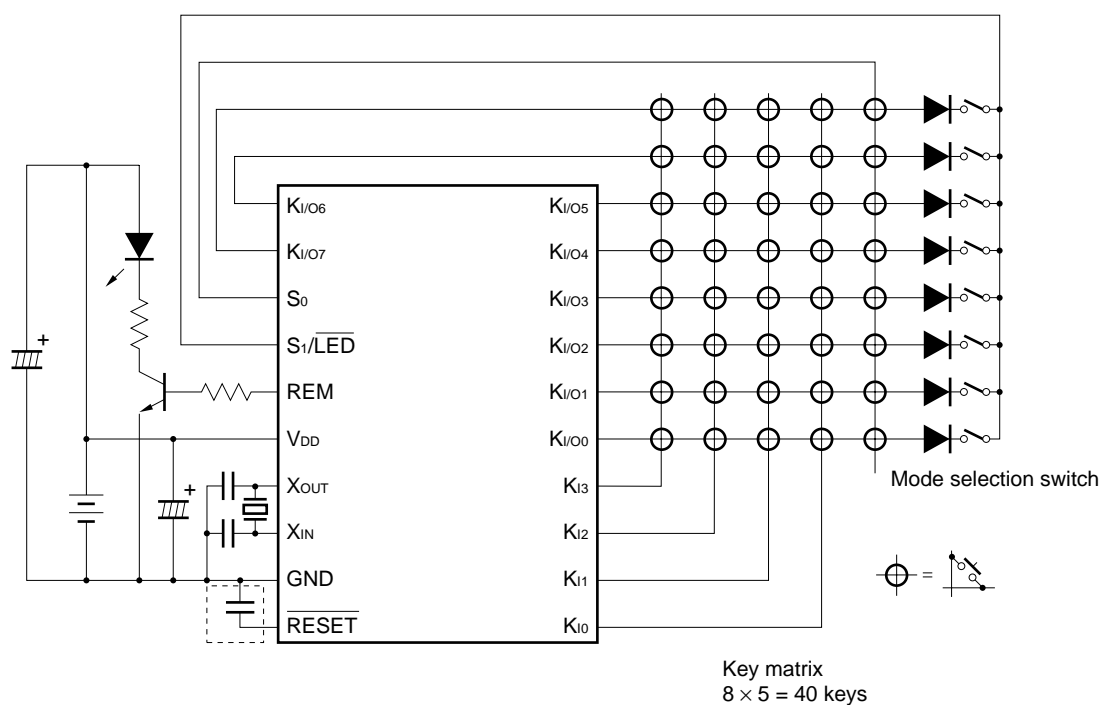 KI/O6 KI/O5
KI/O7 KI/O4
S0 KI/O3
+ S1/LED KI/O2
REM KI/O1
VDD KI/O0
+ XOUT KI3 Mode selection switch
XIN KI2
GND KI1 =
RESET KI0
Key matrix
8 × 5 = 40 keys